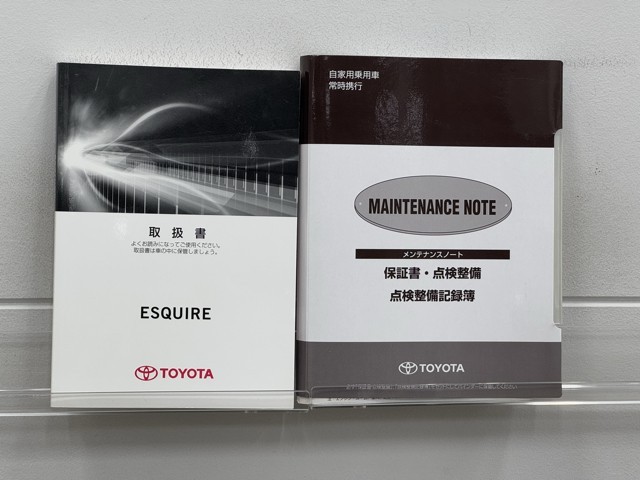 取扱書
よくお読みになってご使用ください。
取扱書は車の中に保管しましょう。
ESQUIRE
TOYOTA
自家用乗用車
常時携行
MAINTENANCE NOTE
メンテナンスノート
保証書・点検整備
点検整備記録簿
TOYOTA